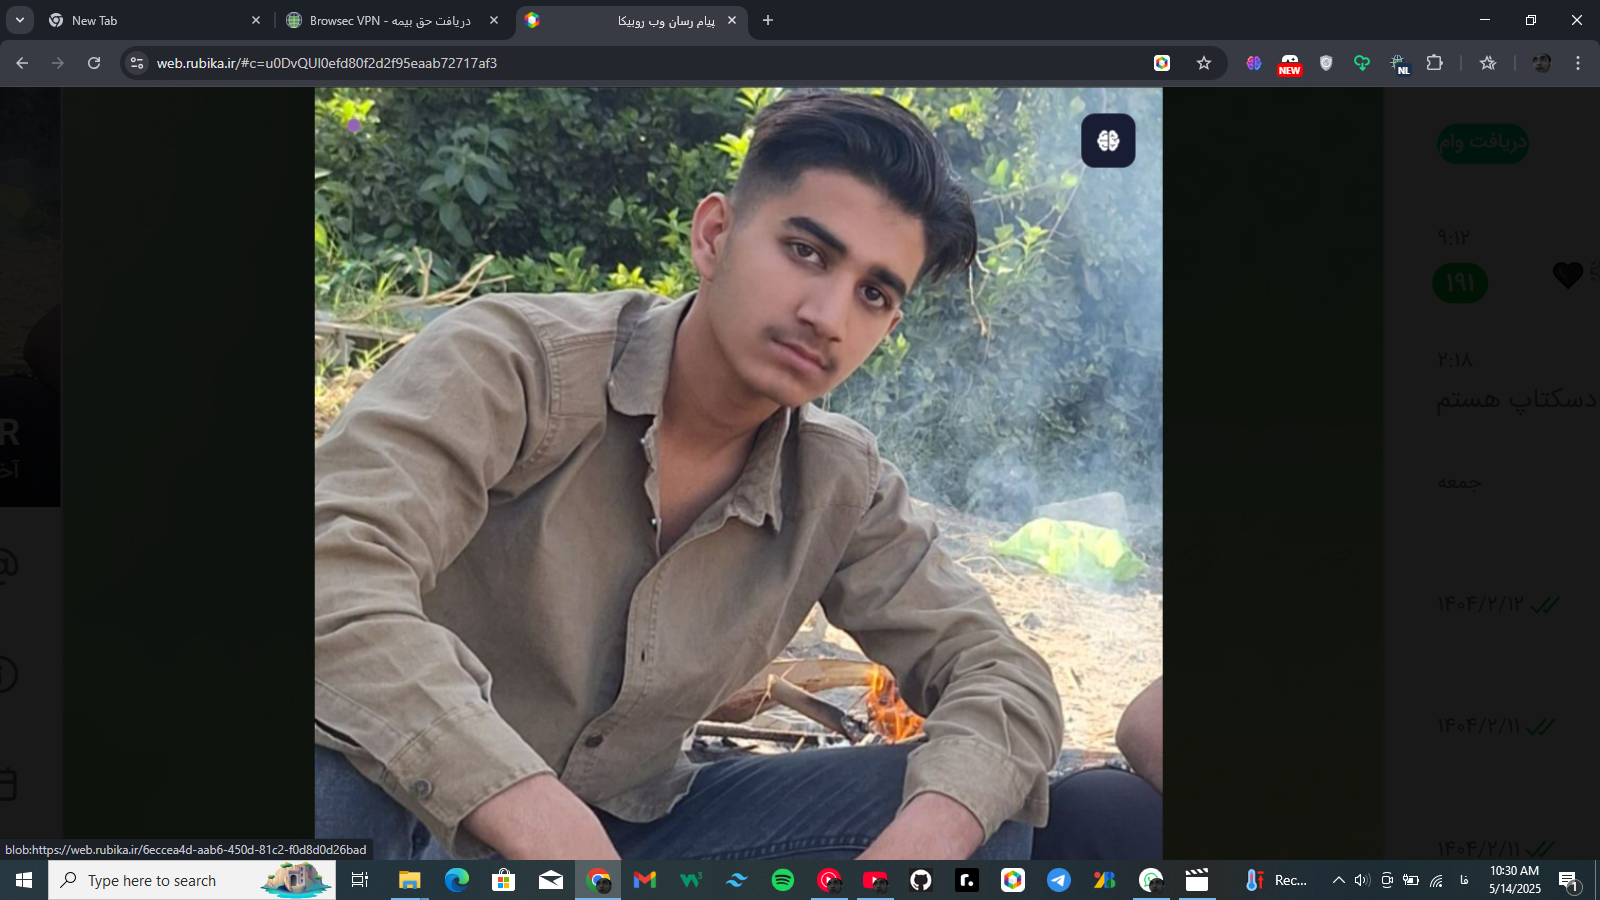 New Tab
Browsec VPN - دریافت حق بیمه
پیام رسان وب روبیکا
web.rubika.ir/#c=u0DvQUl0efd80f2d2f95eaab72717af3
NEW
NL
دریافت وام
۹:۱۲
۱۹۱
۲:۱۸
دسکتاپ هستم
R
جمعه
@
۱۴۰۴/۲/۱۲
۱۴۰۴/۲/۱۱
۱۴۰۴/۲/۱۱
blob:https://web.rubika.ir/6eccea4d-aab6-450d-81c2-f0d8d0d26bad
Type here to search
Rec...
فا
10:30 AM
5/14/2025
1